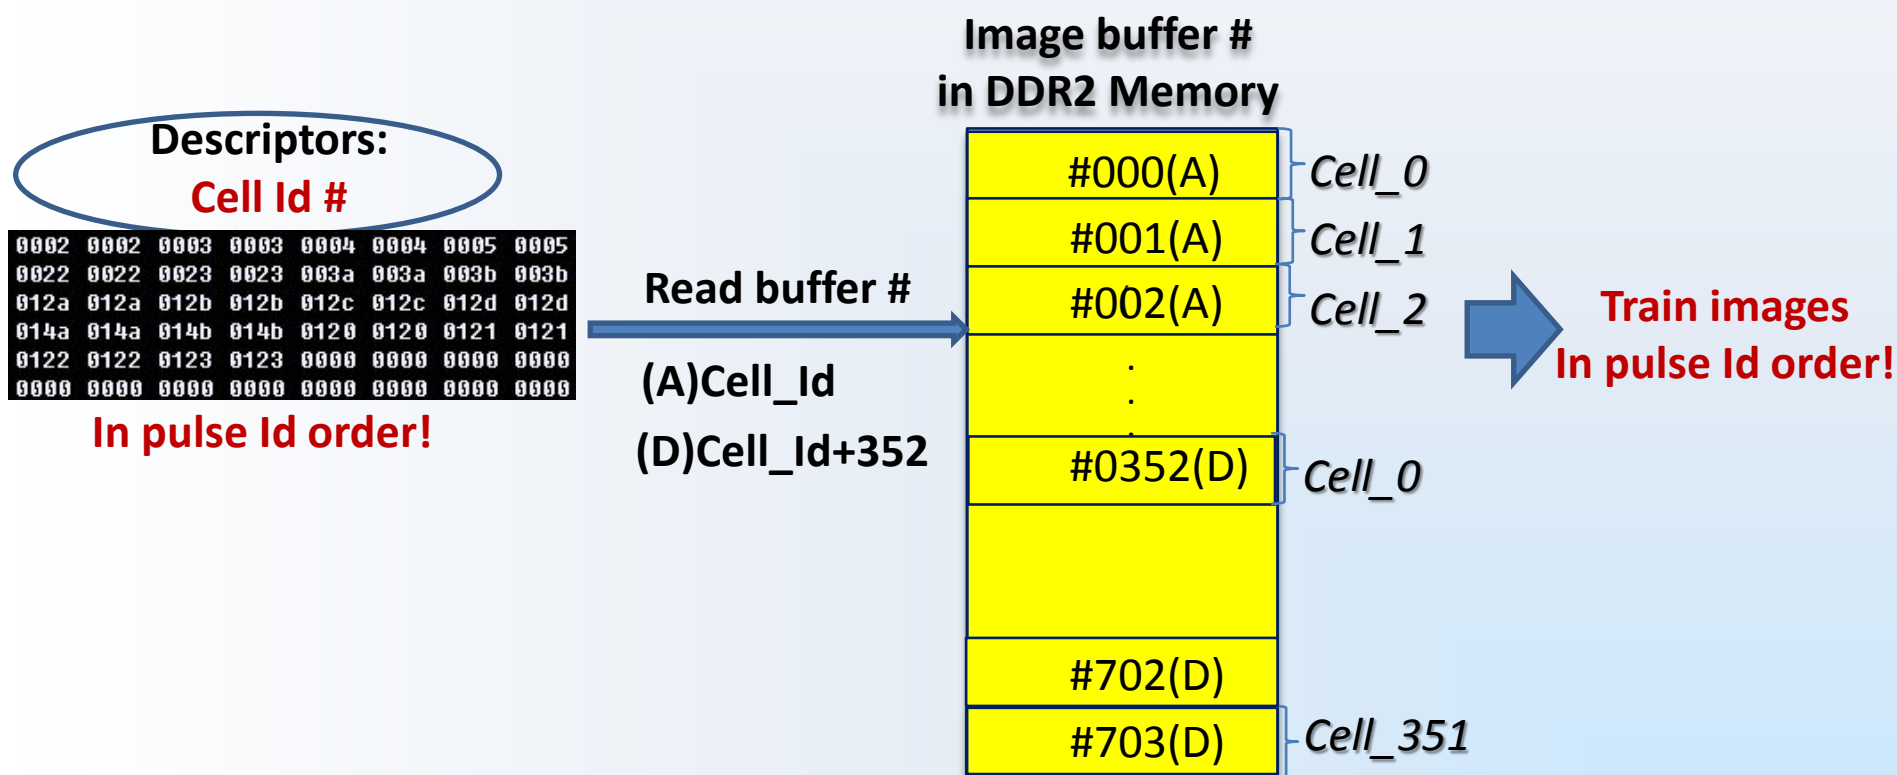 Image buffer #
in DDR2 Memory
Descriptors:
Cell Id #
0002 0002 0003 0003 0004 0004 0005 0005
0022 0022 0023 0023 003a 003a 003b 003b
012a 012a 012b 012b 012c 012c 012d 012d
014a 014a 014b 014b 0120 0120 0121 0121
0122 0122 0123 0123 0000 0000 0000 0000
0000 0000 0000 0000 0000 0000 0000 0000
In pulse Id order!
Read buffer #
(A)Cell_Id
(D)Cell_Id+352
#000(A)
Cell_0
#001(A)
Cell_1
#002(A)
Cell_2
.
.
.
#0352(D)
Cell_0
#702(D)
#703(D)
Cell_351
Train images
In pulse Id order!